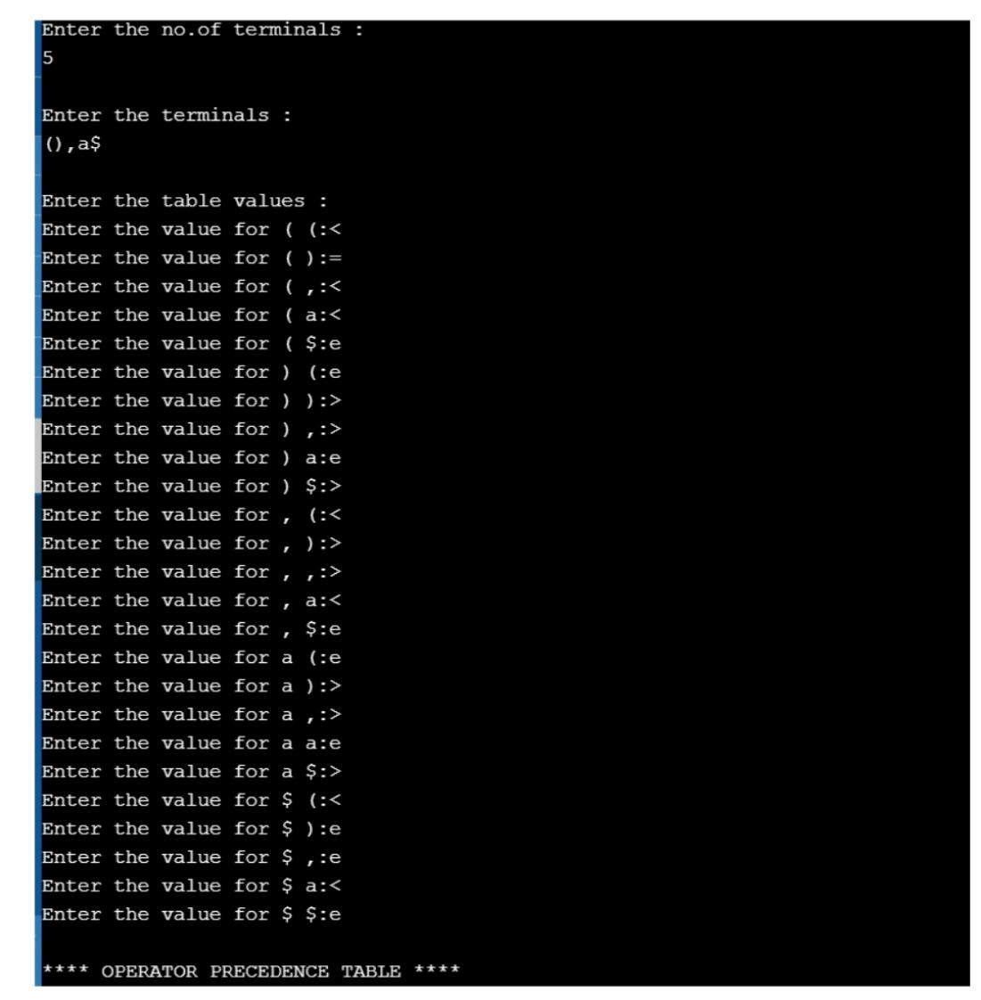 Enter the no.of terminals :
5
Enter the terminals :
(),a$
Enter the table values :
Enter the value for ( (:<
Enter the value for ( ):=
Enter the value for ( ,:<
Enter the value for ( a:<
Enter the value for ( $:e
Enter the value for ) (:e
Enter the value for ) ):>
Enter the value for ) ,:>
Enter the value for ) a:e
Enter the value for ) $:>
Enter the value for , (:<
Enter the value for , ):>
Enter the value for , ,:>
Enter the value for , a:<
Enter the value for , $:e
Enter the value for a (:e
Enter the value for a ):>
Enter the value for a ,:>
Enter the value for a a:e
Enter the value for a $:>
Enter the value for $ (:<
Enter the value for $ ):e
Enter the value for $ ,:e
Enter the value for $ a:<
Enter the value for $ $:e
**** OPERATOR PRECEDENCE TABLE ****